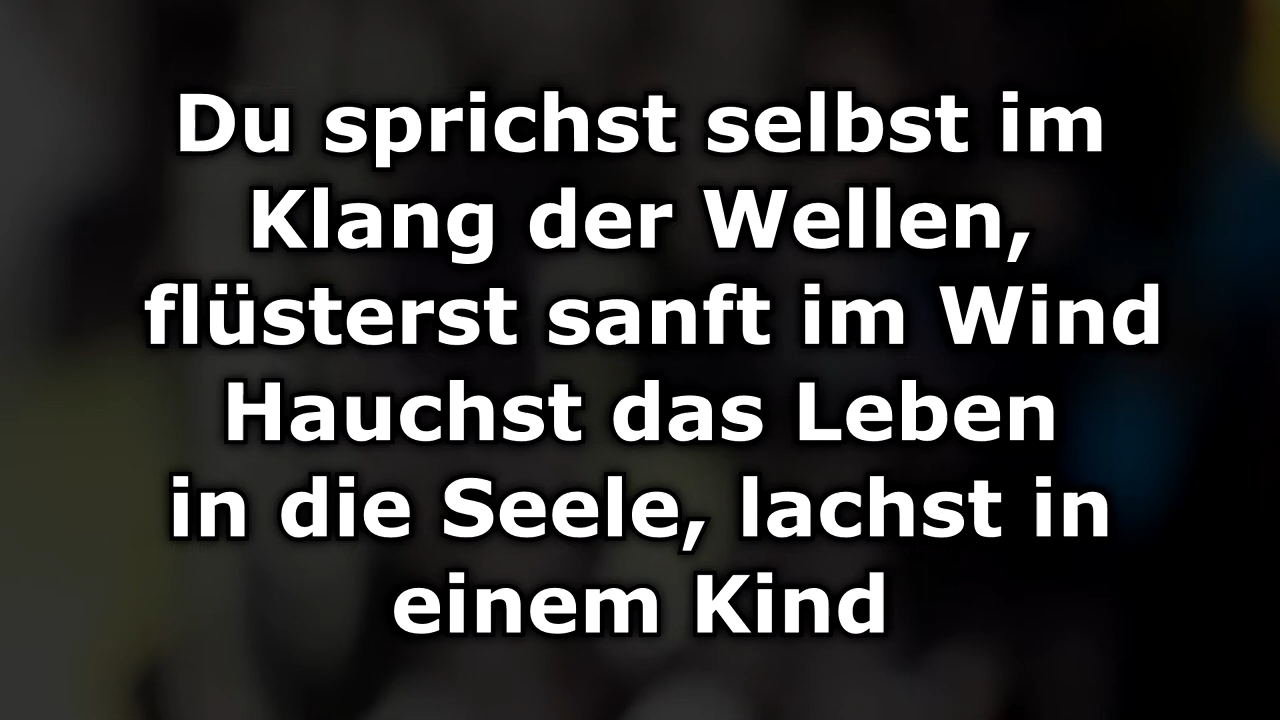 Du sprichst selbst im
Klang der Wellen,
flüsterst sanft im Wind
Hauchst das Leben
in die Seele, lachst in
einem Kind